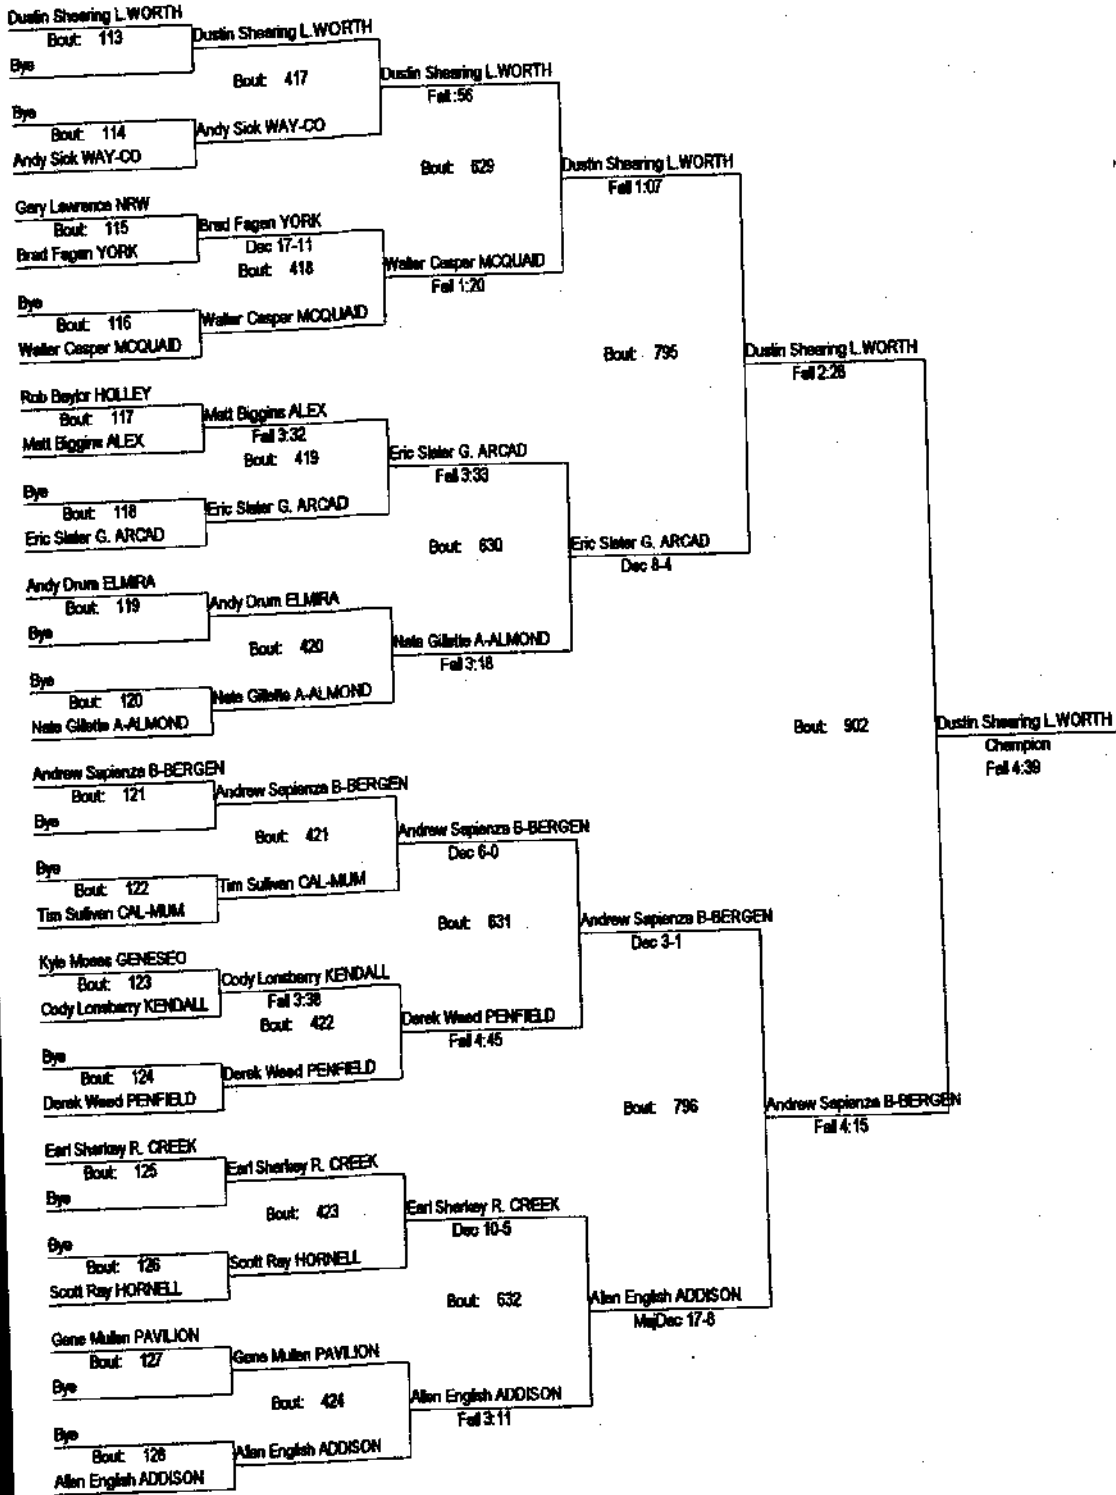 Dustin Shearing L.WORTH
Bout: 113
Bye
Dustin Shearing L.WORTH
Bout: 417
Bye
Bout: 114
Andy Sick WAY-CO
Andy Sick WAY-CO
Dustin Shearing L.WORTH
Fall :56
Bout: 629
Gary Lawrence NRW
Bout: 115
Brad Fagan YORK
Brad Fagan YORK
Dec 17-11
Bout: 418
Bye
Bout: 116
Walter Casper MCQUAID
Walter Casper MCQUAID
Walter Casper MCQUAID
Fall 1:20
Dustin Shearing L.WORTH
Fall 1:07
Bout: 795
Rob Baylor HOLLEY
Bout: 117
Matt Biggins ALEX
Matt Biggins ALEX
Fall 3:32
Bout: 419
Bye
Bout: 118
Eric Slater G. ARCAD
Eric Slater G. ARCAD
Eric Slater G. ARCAD
Fall 3:33
Bout: 630
Andy Drum ELMIRA
Bout: 119
Bye
Andy Drum ELMIRA
Bout: 420
Bye
Bout: 120
Nate Gillette A-ALMOND
Nate Gillette A-ALMOND
Nate Gillette A-ALMOND
Fall 3:18
Eric Slater G. ARCAD
Dec 8-4
Dustin Shearing L.WORTH
Fall 2:28
Bout: 902
Dustin Shearing L.WORTH
Champion
Fall 4:39
Andrew Sapienza B-BERGEN
Bout: 121
Bye
Andrew Sapienza B-BERGEN
Bout: 421
Bye
Bout: 122
Tim Sullivan CAL-MUM
Tim Sullivan CAL-MUM
Andrew Sapienza B-BERGEN
Dec 6-0
Bout: 631
Kyle Moses GENESEO
Bout: 123
Cody Lonsberry KENDALL
Cody Lonsberry KENDALL
Fall 3:38
Bout: 422
Bye
Bout: 124
Derek Weed PENFIELD
Derek Weed PENFIELD
Derek Weed PENFIELD
Fall 4:45
Andrew Sapienza B-BERGEN
Dec 3-1
Bout: 796
Earl Sharkey R. CREEK
Bout: 125
Bye
Earl Sharkey R. CREEK
Bout: 423
Bye
Bout: 126
Scott Ray HORNELL
Scott Ray HORNELL
Earl Sharkey R. CREEK
Dec 10-5
Bout: 632
Gene Mullen PAVILION
Bout: 127
Bye
Gene Mullen PAVILION
Bout: 424
Bye
Bout: 128
Allen English ADDISON
Allen English ADDISON
Allen English ADDISON
Fall 3:11
Allen English ADDISON
MajDec 17-8
Andrew Sapienza B-BERGEN
Fall 4:15